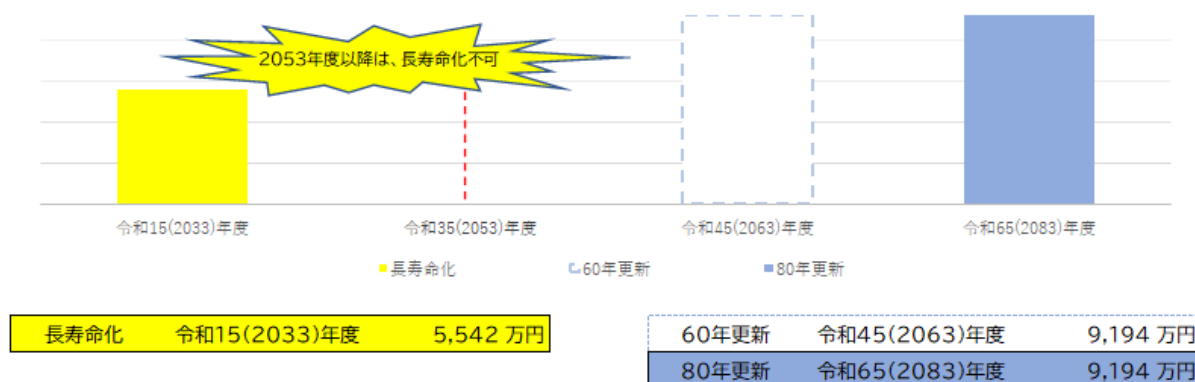 2053年度以降は、長寿命化不可
令和15(2033)年度
令和35(2053)年度
令和45(2063)年度
令和65(2083)年度
長寿命化
60年更新
80年更新
長寿命化 令和15(2033)年度 5,542 万円
60年更新 令和45(2063)年度 9,194 万円
80年更新 令和65(2083)年度 9,194 万円